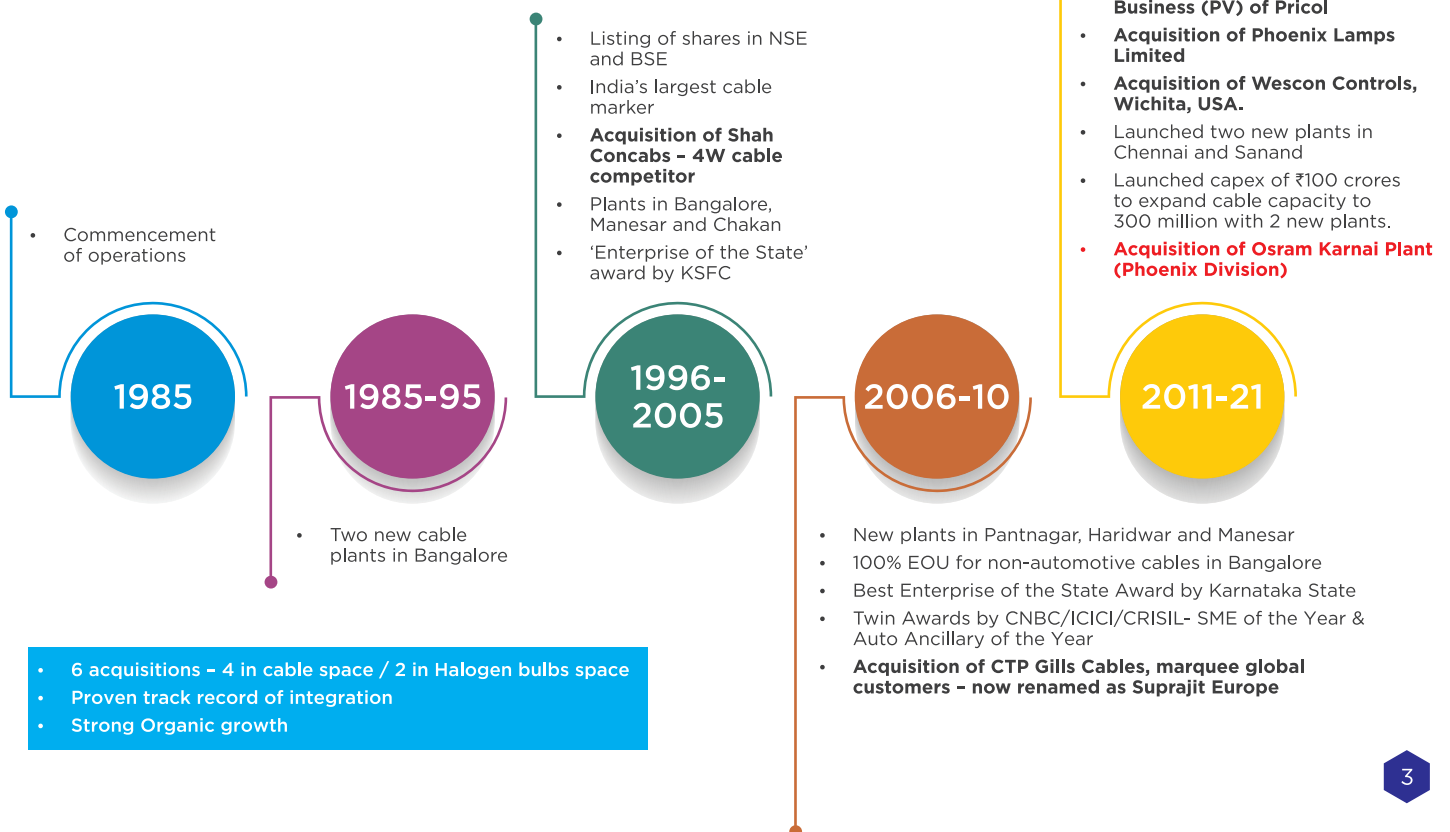 Business (PV) of Pricol
• Acquisition of Phoenix Lamps
Limited
• Acquisition of Wescon Controls,
Wichita, USA.
• Launched two new plants in
Chennai and Sanand
• Launched capex of ₹100 crores
to expand cable capacity to
300 million with 2 new plants.
• Acquisition of Osram Karnai Plant
(Phoenix Division)
• Listing of shares in NSE
and BSE
• India’s largest cable
marker
• Acquisition of Shah
Concabs – 4W cable
competitor
• Plants in Bangalore,
Manesar and Chakan
• ‘Enterprise of the State’
award by KSFC
• Commencement
of operations
1985
1985-95
1996-
2005
2006-10
2011-21
• Two new cable
plants in Bangalore
• New plants in Pantnagar, Haridwar and Manesar
• 100% EOU for non-automotive cables in Bangalore
• Best Enterprise of the State Award by Karnataka State
• Twin Awards by CNBC/ICICI/CRISIL- SME of the Year &
Auto Ancillary of the Year
• Acquisition of CTP Gills Cables, marquee global
customers – now renamed as Suprajit Europe
• 6 acquisitions – 4 in cable space / 2 in Halogen bulbs space
• Proven track record of integration
• Strong Organic growth
3